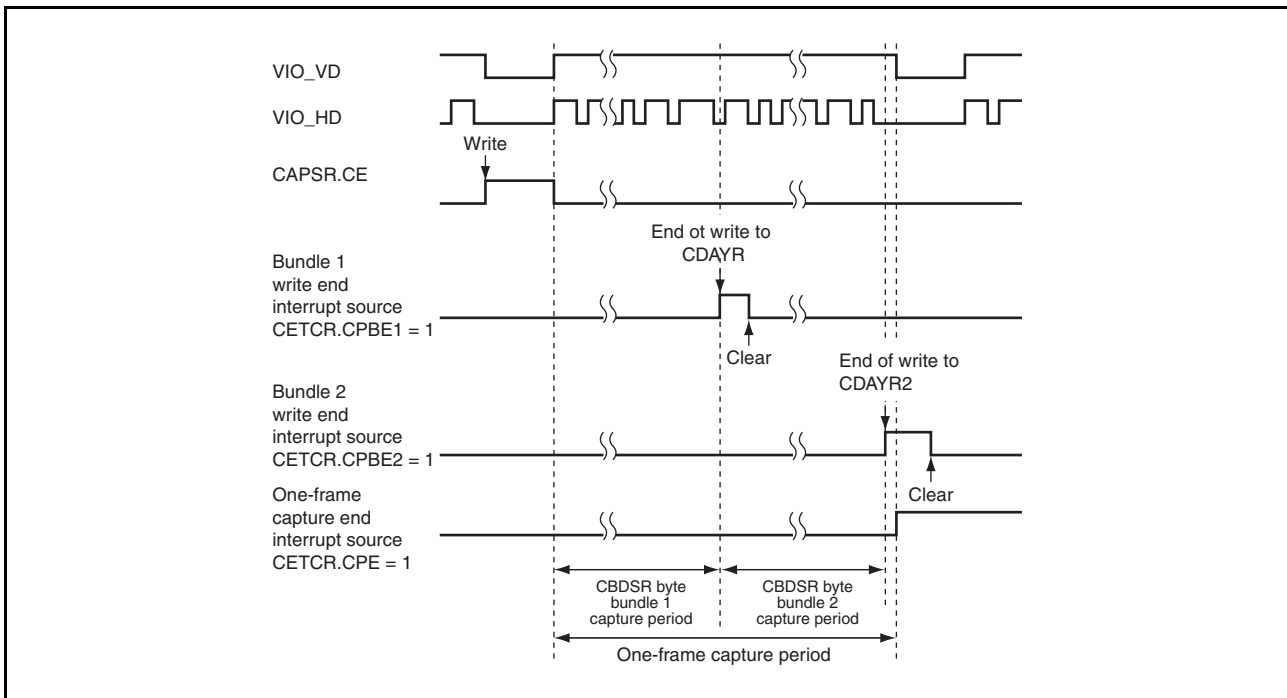 VIO_VD
VIO_HD
Write
CAPSR.CE
End ot write to
CDAYR
Bundle 1
write end
interrupt source
CETCR.CPBE1 = 1
Clear
End of write to
CDAYR2
Bundle 2
write end
interrupt source
CETCR.CPBE2 = 1
Clear
One-frame
capture end
interrupt source
CETCR.CPE = 1
CBDSR byte
bundle 1
capture period
CBDSR byte
bundle 2
capture period
One-frame capture period